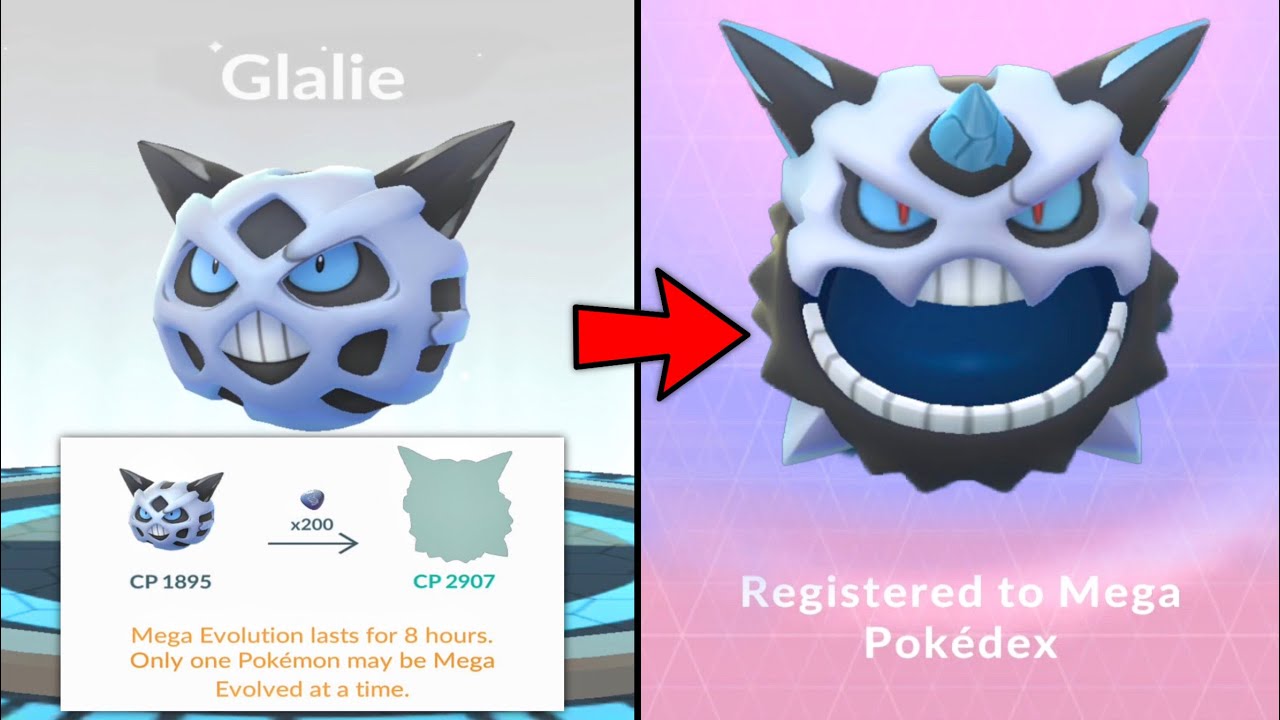 Glalie
x200
CP 1895
CP 2907
Mega Evolution lasts for 8 hours.
Only one Pokémon may be Mega
Evolved at a time.
Registered to Mega
Pokédex